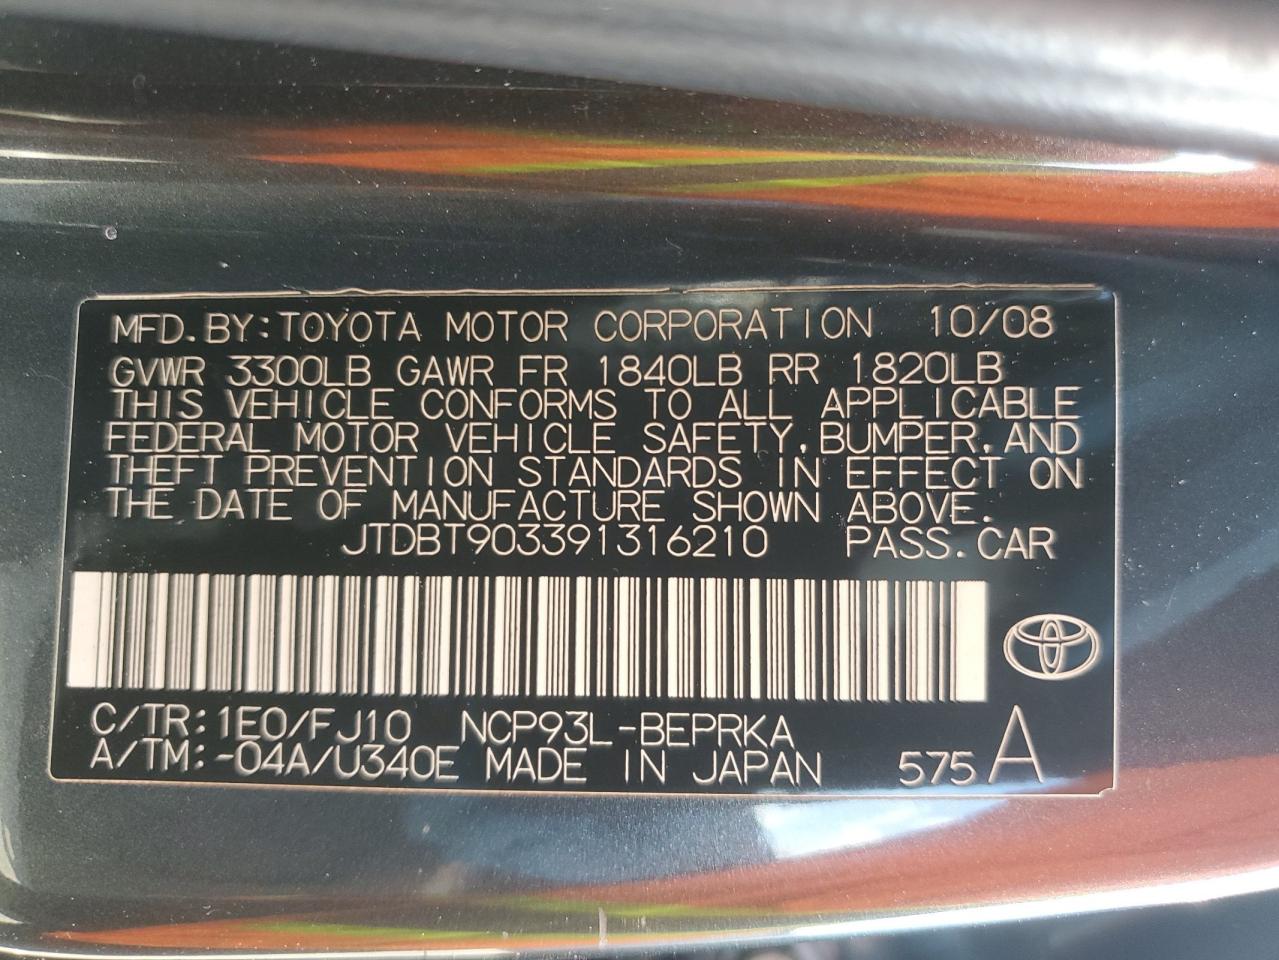 MFD. BY: TOYOTA MOTOR CORPORATION 10/08
GVWR 3300LB GAWR FR 1840LB RR 1820LB
THIS VEHICLE CONFORMS TO ALL APPLICABLE
FEDERAL MOTOR VEHICLE SAFETY, BUMPER, AND
THEFT PREVENTION STANDARDS IN EFFECT ON
THE DATE OF MANUFACTURE SHOWN ABOVE.
JTDBT903391316210 PASS. CAR
C/TR: 1E0/FJ10 NCP93L-BEPRKA
A/TM: -04A/U340E MADE IN JAPAN 575 A